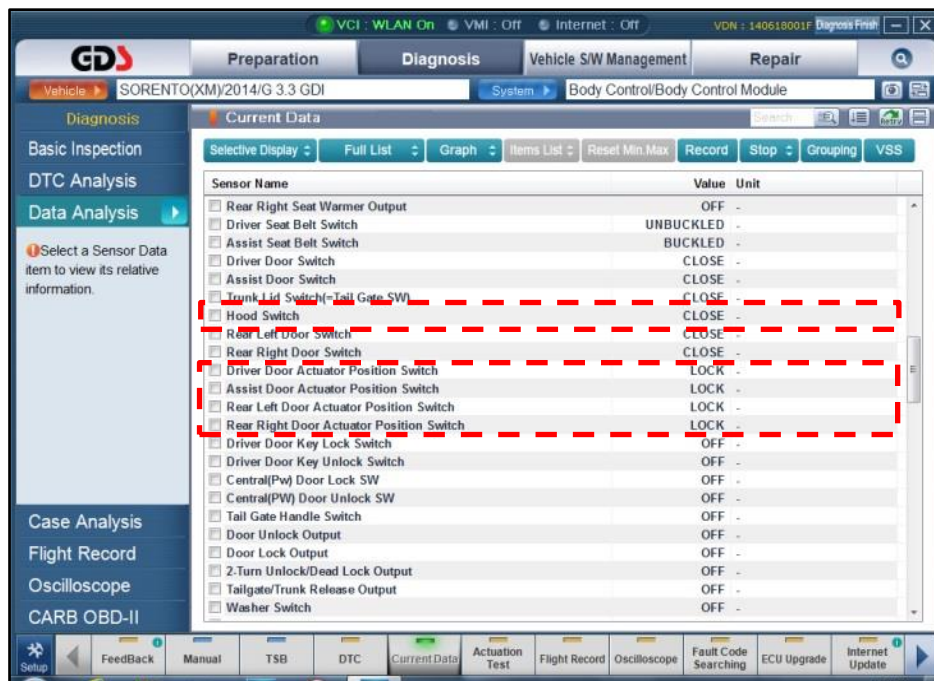 VCI : WLAN On VMI : Off Internet : Off VDN : 140618001F Diagnosis Finish
GDS Preparation Diagnosis Vehicle S/W Management Repair
Vehicle SORENTO(XM)/2014/G 3.3 GDI System Body Control/Body Control Module
Diagnosis
Basic Inspection
DTC Analysis
Data Analysis
Select a Sensor Data
item to view its relative
information.
Case Analysis
Flight Record
Oscilloscope
CARB OBD-II
Current Data Search Retry
Selective Display Full List Graph Items List Reset Min.Max Record Stop Grouping VSS
Sensor Name Value Unit
Rear Right Seat Warmer Output OFF -
Driver Seat Belt Switch UNBUCKLED -
Assist Seat Belt Switch BUCKLED -
Driver Door Switch CLOSE -
Assist Door Switch CLOSE -
Trunk Lid Switch(=Tail Gate SW) CLOSE -
Hood Switch CLOSE -
Rear Left Door Switch CLOSE -
Rear Right Door Switch CLOSE -
Driver Door Actuator Position Switch LOCK -
Assist Door Actuator Position Switch LOCK -
Rear Left Door Actuator Position Switch LOCK -
Rear Right Door Actuator Position Switch LOCK -
Driver Door Key Lock Switch OFF -
Driver Door Key Unlock Switch OFF -
Central(Pw) Door Lock SW OFF -
Central(PW) Door Unlock SW OFF -
Tail Gate Handle Switch OFF -
Door Unlock Output OFF -
Door Lock Output OFF -
2-Turn Unlock/Dead Lock Output OFF -
Tailgate/Trunk Release Output OFF -
Washer Switch OFF -
Setup FeedBack Manual TSB DTC Current Data Actuation Test Flight Record Oscilloscope Fault Code Searching ECU Upgrade Internet Update